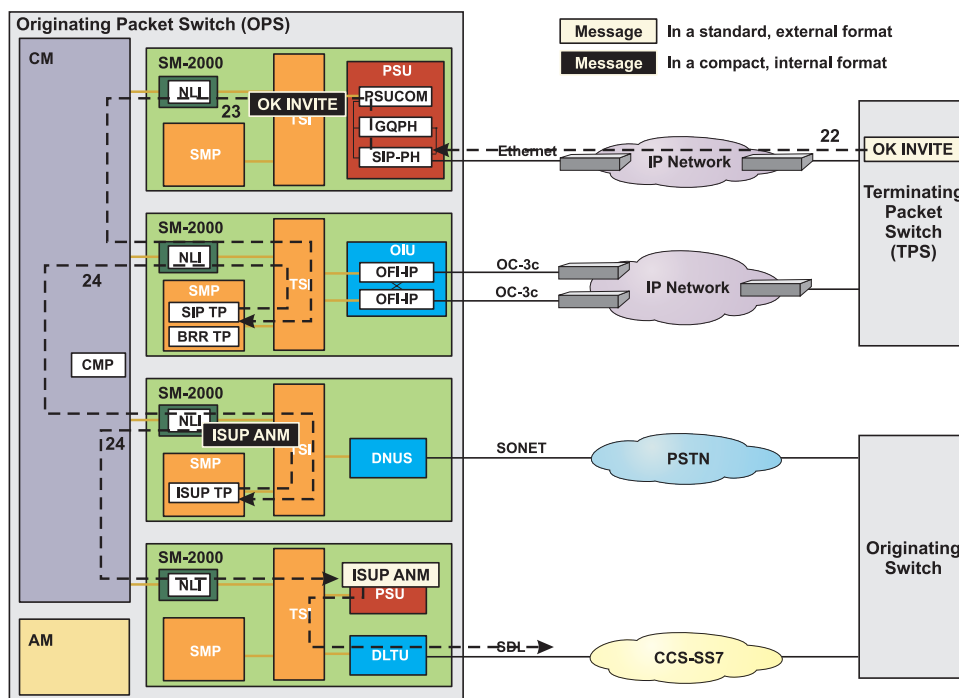 Originating Packet Switch (OPS)
Message In a standard, external format
Message In a compact, internal format
CM
SM-2000
NLI
23
OK INVITE
TSI
SMP
PSU
PSUCOM
GQPH
SIP-PH
Ethernet
IP Network
22
OK INVITE
Terminating
Packet
Switch
(TPS)
SM-2000
NLI
24
SMP
SIP TP
BRR TP
TSI
OIU
OFI-IP
OFI-IP
OC-3c
OC-3c
IP Network
CMP
SM-2000
NLI
24
ISUP ANM
TSI
SMP
ISUP TP
DNUS
SONET
PSTN
Originating
Switch
SM-2000
NLI
TSI
ISUP ANM
PSU
SMP
DLTU
SDL
CCS-SS7
AM